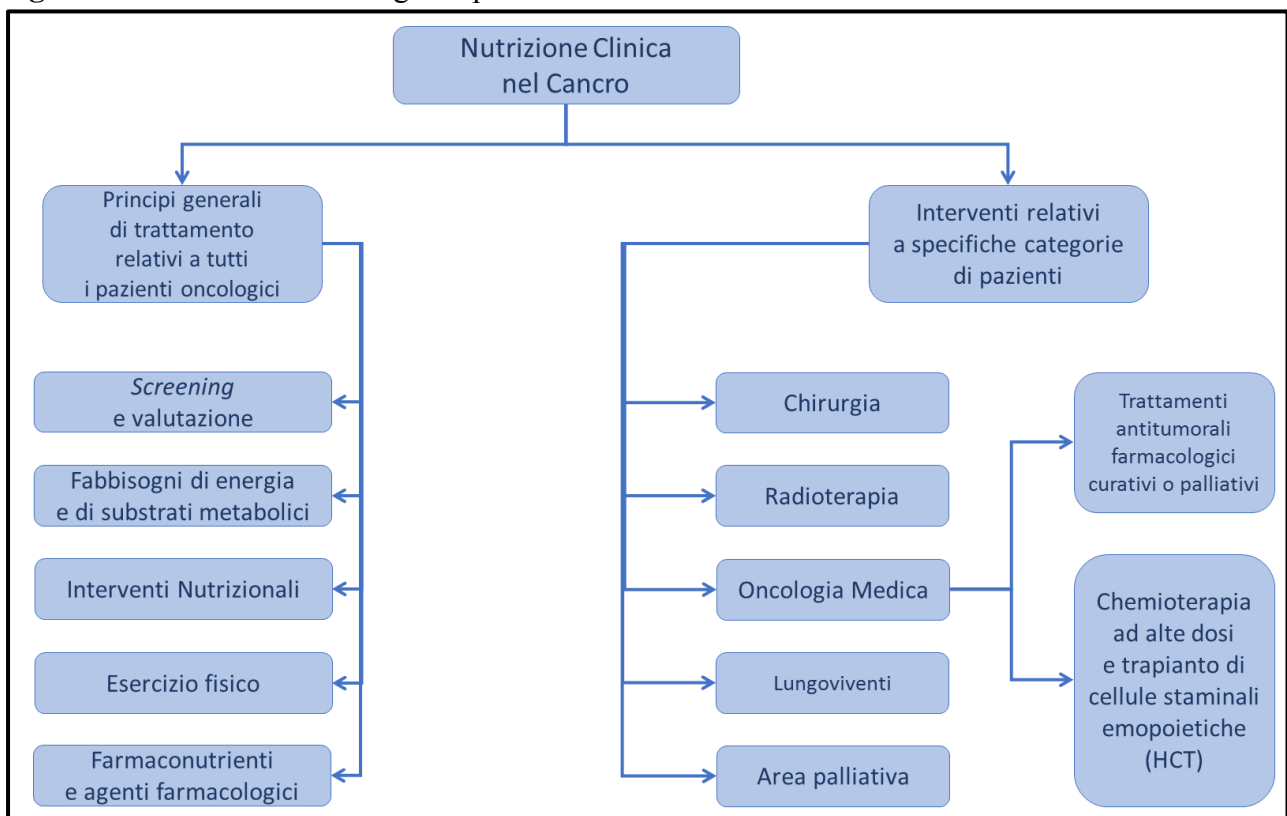 Nutrizione Clinica
nel Cancro
Principi generali
di trattamento
relativi a tutti
i pazienti oncologici
Screening
e valutazione
Fabbisogni di energia
e di substrati metabolici
Interventi Nutrizionali
Esercizio fisico
Farmaconutrienti
e agenti farmacologici
Interventi relativi
a specifiche categorie
di pazienti
Chirurgia
Radioterapia
Oncologia Medica
Lungoviventi
Area palliativa
Trattamenti
antitumorali
farmacologici
curativi o palliativi
Chemioterapia
ad alte dosi
e trapianto di
cellule staminali
emopoietiche
(HCT)